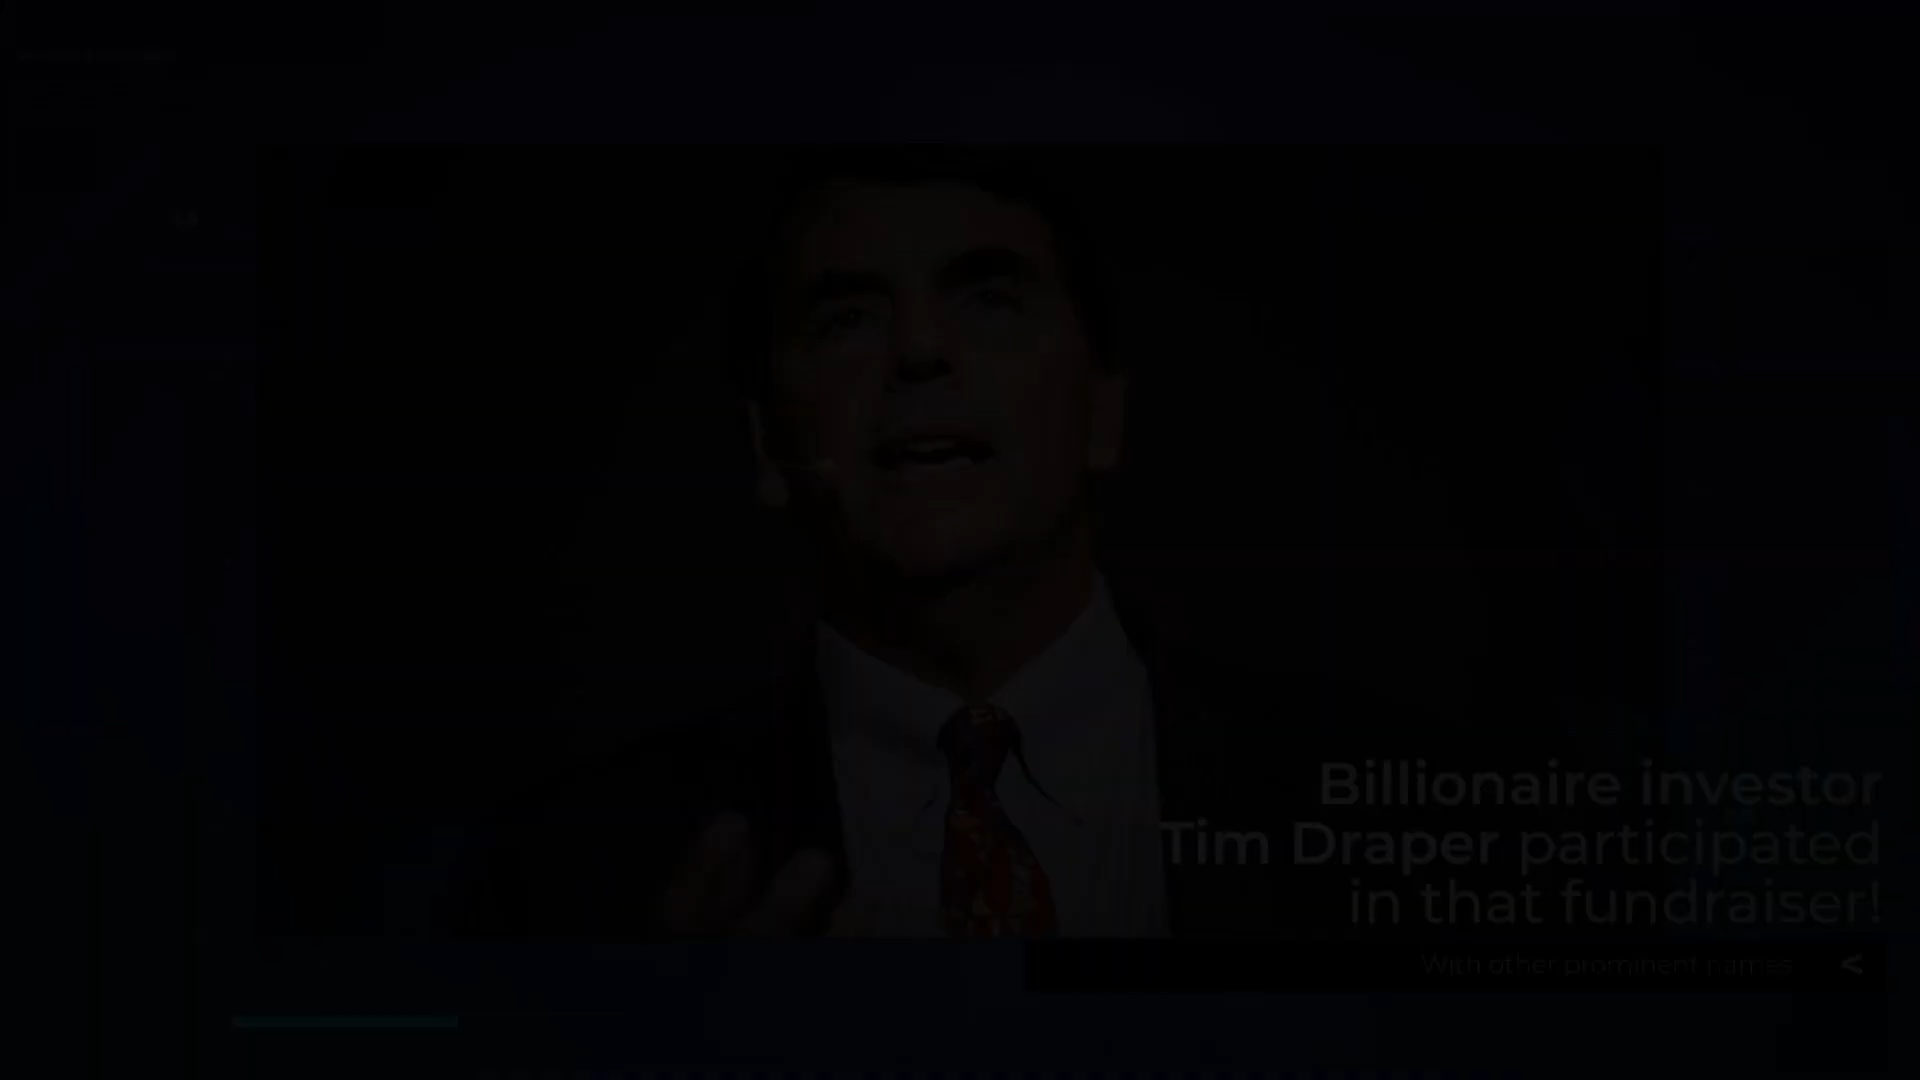 Billionaire investor
Tim Draper participated
in that fundraiser!
With other prominent names <